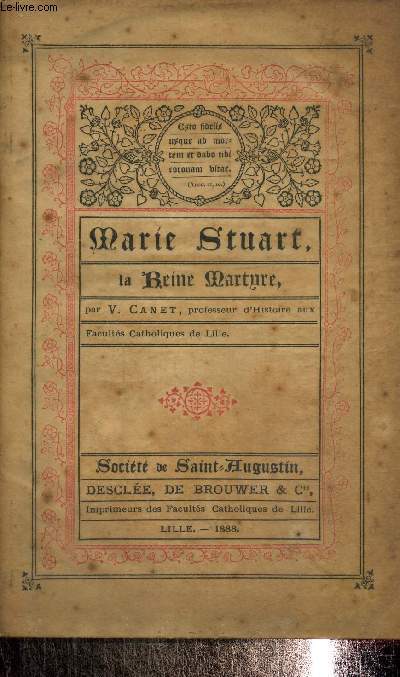 Le-livre.com
Esto fidelis
usque ad mor-
tem et dabo tibi
coronam vitae.
Marie Stuart,
la Reine Martyre,
par V. CANET, professeur d'Histoire aux
Facultés Catholiques de Lille.
Société de Saint-Augustin,
DESCLÉE, DE BROUWER & Cie,
Imprimeurs des Facultés Catholiques de Lille.
LILLE. — 1888.